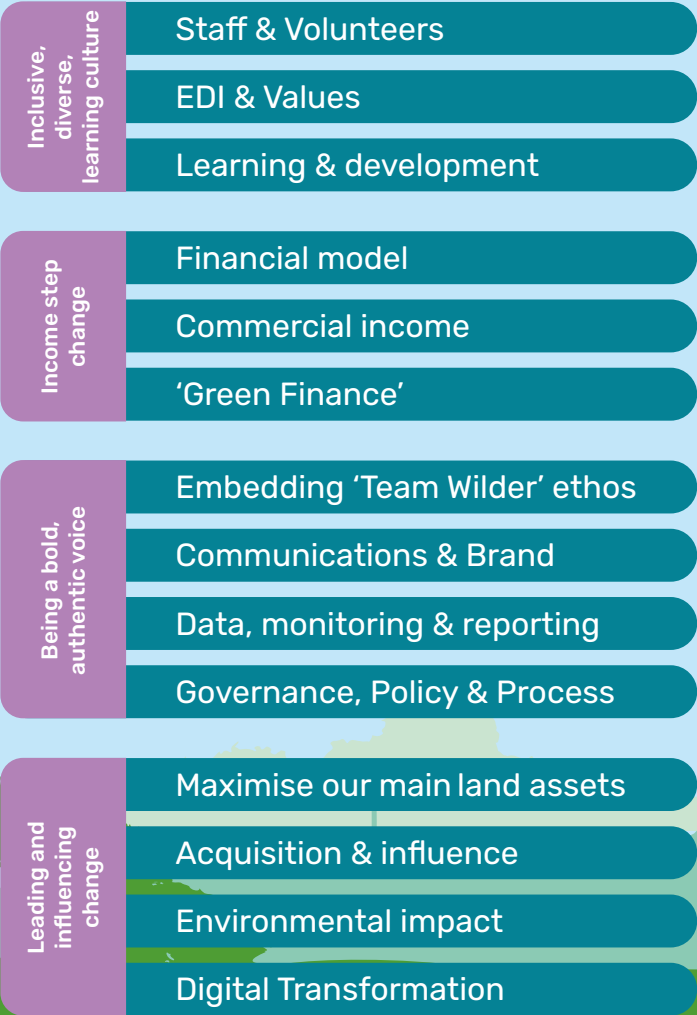 Inclusive,
diverse,
learning culture
Staff & Volunteers
EDI & Values
Learning & development
Income step
change
Financial model
Commercial income
‘Green Finance’
Being a bold,
authentic voice
Embedding ‘Team Wilder’ ethos
Communications & Brand
Data, monitoring & reporting
Governance, Policy & Process
Leading and
influencing
change
Maximise our main land assets
Acquisition & influence
Environmental impact
Digital Transformation